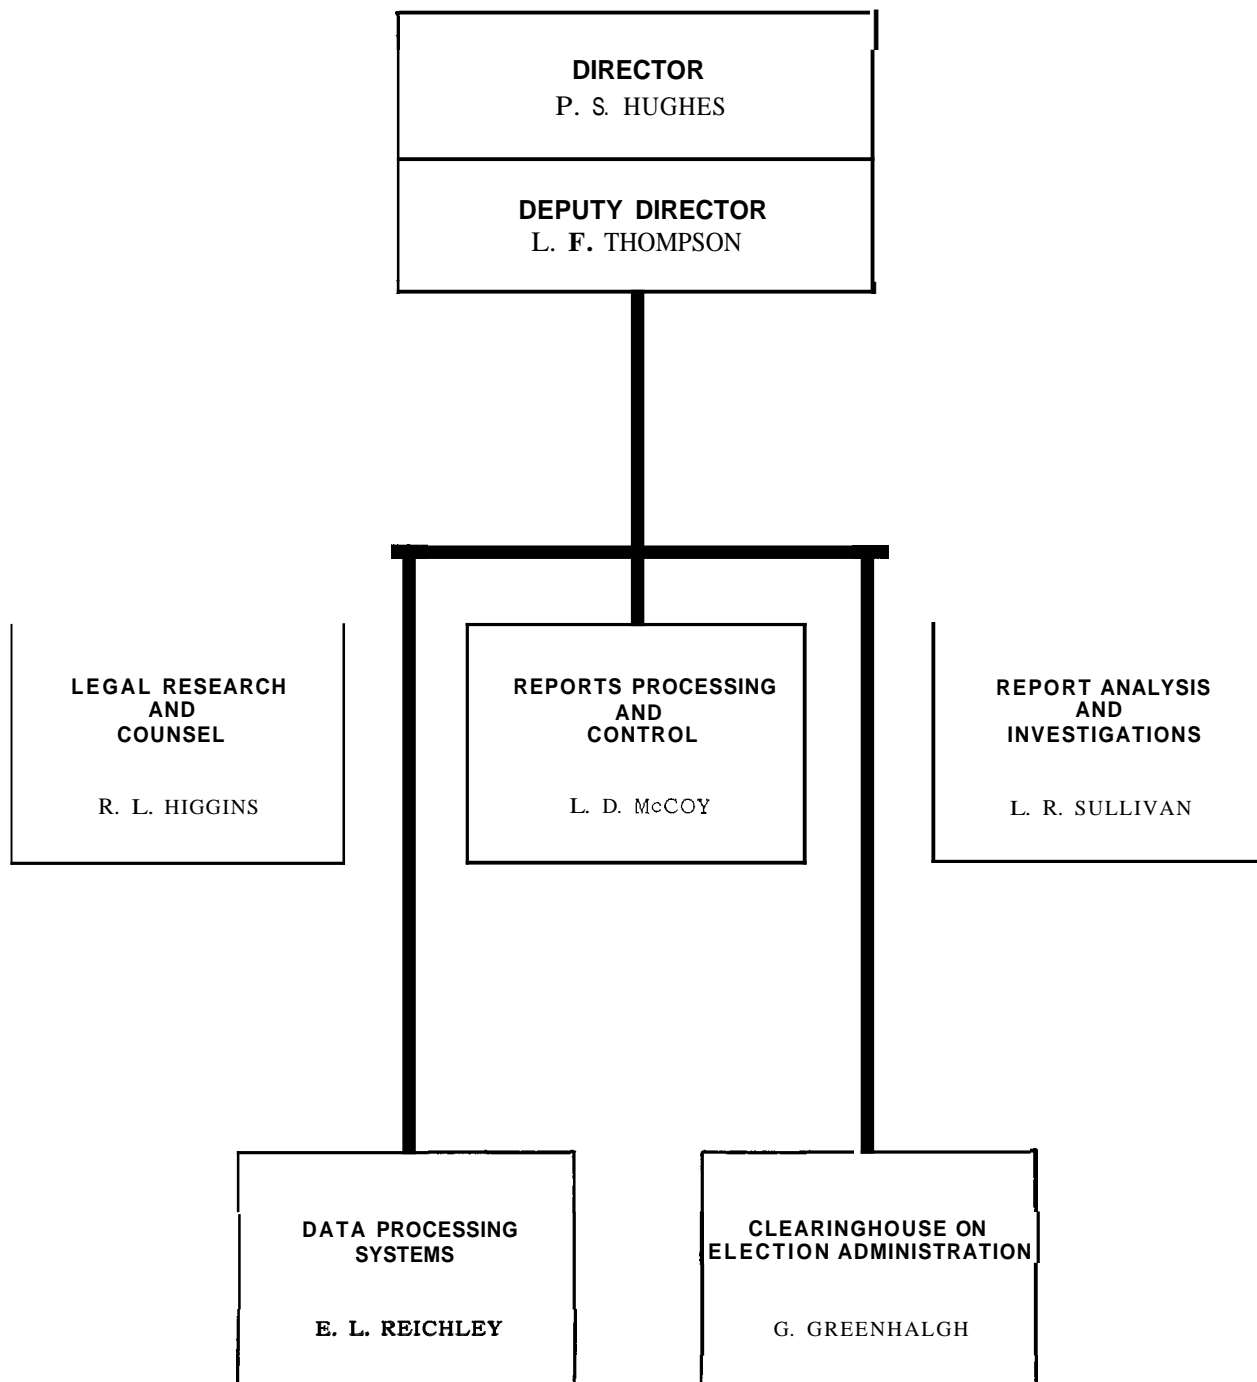 DIRECTOR
P. S. HUGHES
DEPUTY DIRECTOR
L. F. THOMPSON
LEGAL RESEARCH
AND
COUNSEL
R. L. HIGGINS
REPORTS PROCESSING
AND
CONTROL
L. D. McCOY
REPORT ANALYSIS
AND
INVESTIGATIONS
L. R. SULLIVAN
DATA PROCESSING
SYSTEMS
E. L. REICHLEY
CLEARINGHOUSE ON
ELECTION ADMINISTRATION
G. GREENHALGH